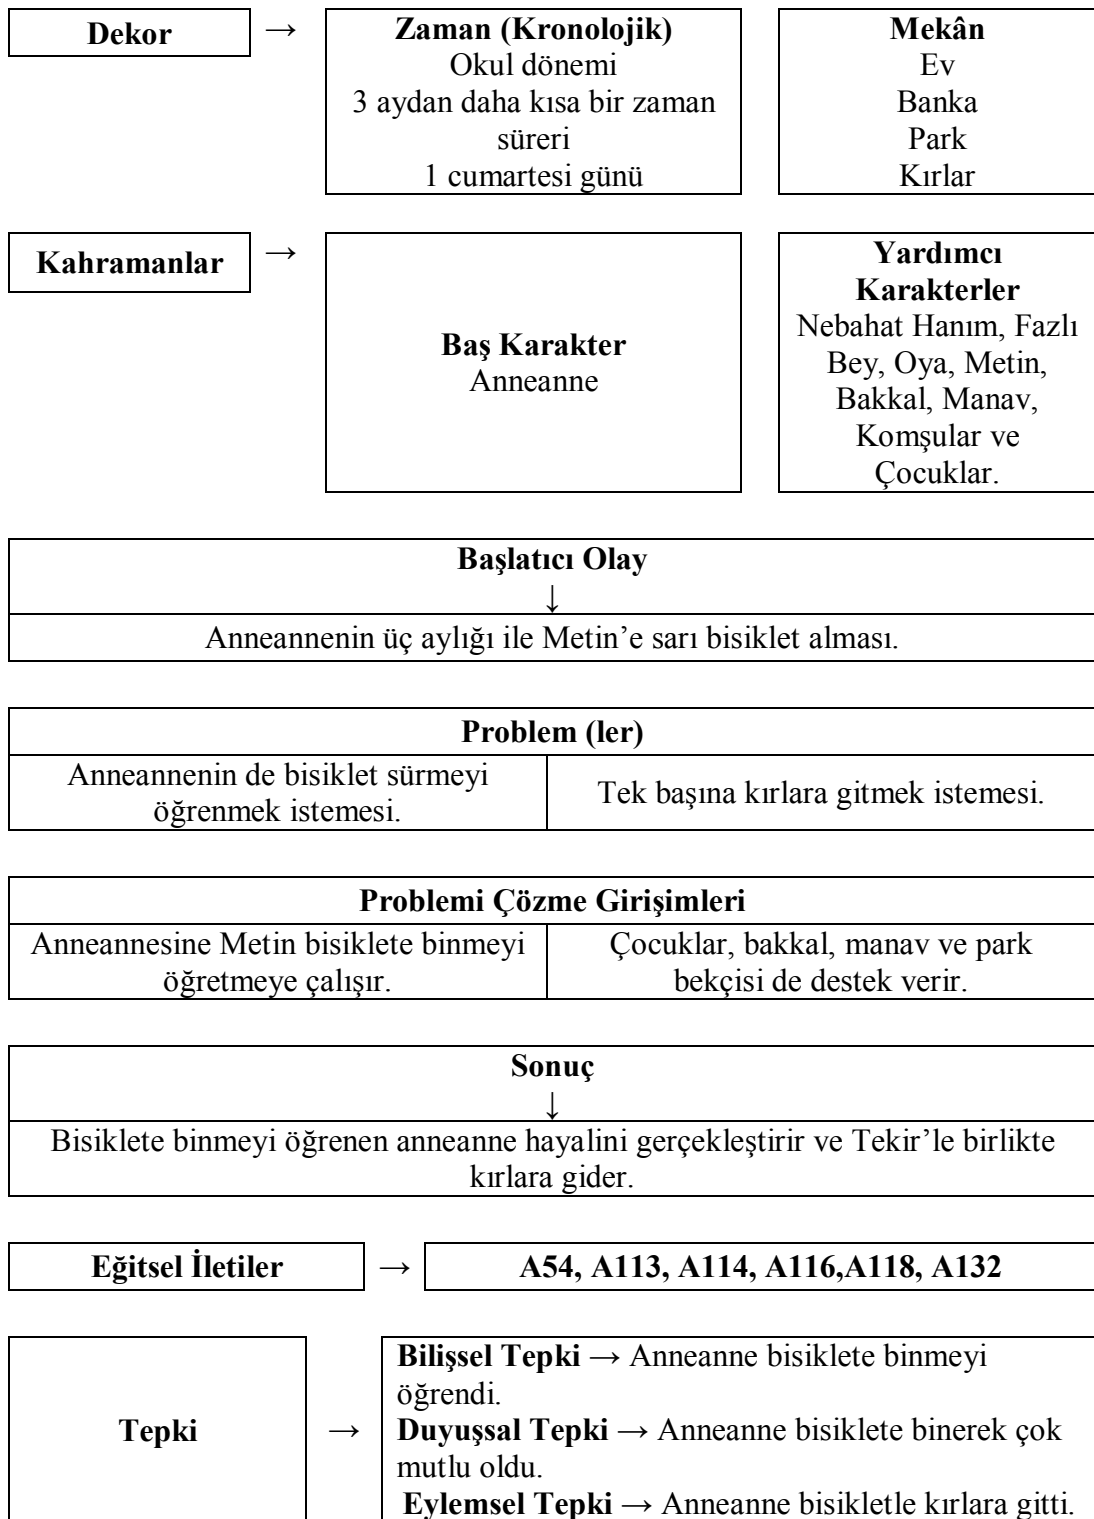 Dekor
→
Zaman (Kronolojik)
Okul dönemi
3 aydan daha kısa bir zaman
süreri
1 cumartesi günü
Mekân
Ev
Banka
Park
Kırlar
Kahramanlar
→
Baş Karakter
Anneanne
Yardımcı
Karakterler
Nebahat Hanım, Fazlı
Bey, Oya, Metin,
Bakkal, Manav,
Komşular ve
Çocuklar.
Başlatıcı Olay
↓
Anneannenin üç aylığı ile Metin’e sarı bisiklet alması.
Problem (ler)
Anneannenin de bisiklet sürmeyi
öğrenmek istemesi.
Tek başına kırlara gitmek istemesi.
Problemi Çözme Girişimleri
Anneannesine Metin bisiklete binmeyi
öğretmeye çalışır.
Çocuklar, bakkal, manav ve park
bekçisi de destek verir.
Sonuç
↓
Bisiklete binmeyi öğrenen anneanne hayalini gerçekleştirir ve Tekir’le birlikte
kırlara gider.
Eğitsel İletiler
→
A54, A113, A114, A116,A118, A132
Tepki
→
Bilişsel Tepki → Anneanne bisiklete binmeyi
öğrendi.
Duyuşsal Tepki → Anneanne bisiklete binerek çok
mutlu oldu.
Eylemsel Tepki → Anneanne bisikletle kırlara gitti.